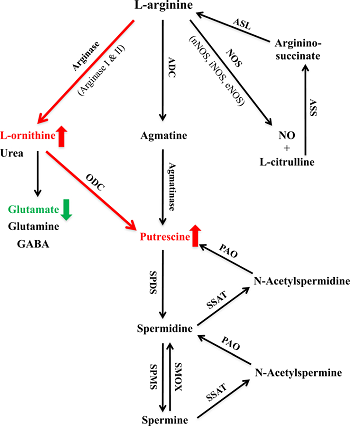 L-arginine
ASL
Arginase
(Arginase I & II)
ADC
NOS
(nNOS, iNOS, eNOS)
Arginino-
succinate
ASS
L-ornithine
Urea
Agmatine
NO
+
L-citrulline
ODC
Agmatinase
Glutamate
Glutamine
GABA
Putrescine
PAO
SPDS
N-Acetylspermidine
SSAT
Spermidine
PAO
SPMS
SMOX
N-Acetylspermine
SSAT
Spermine